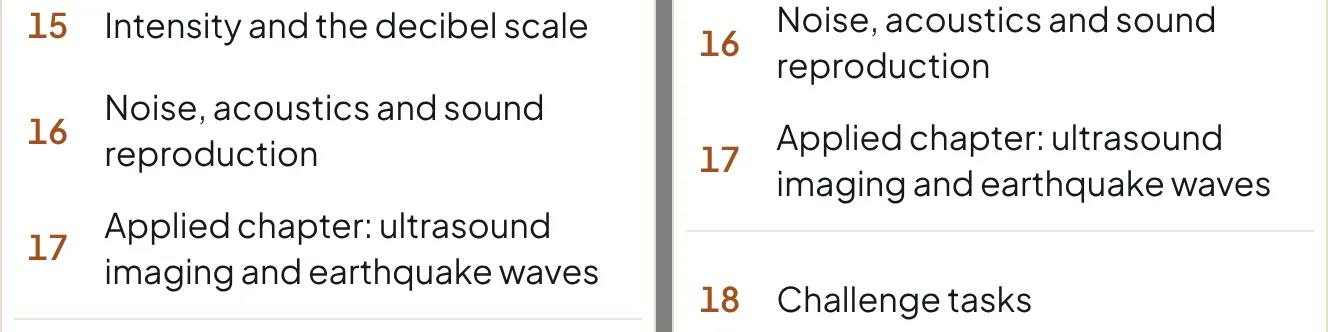 15 Intensity and the decibel scale
16 Noise, acoustics and sound
reproduction
17 Applied chapter: ultrasound
imaging and earthquake waves
16 Noise, acoustics and sound
reproduction
17 Applied chapter: ultrasound
imaging and earthquake waves
18 Challenge tasks